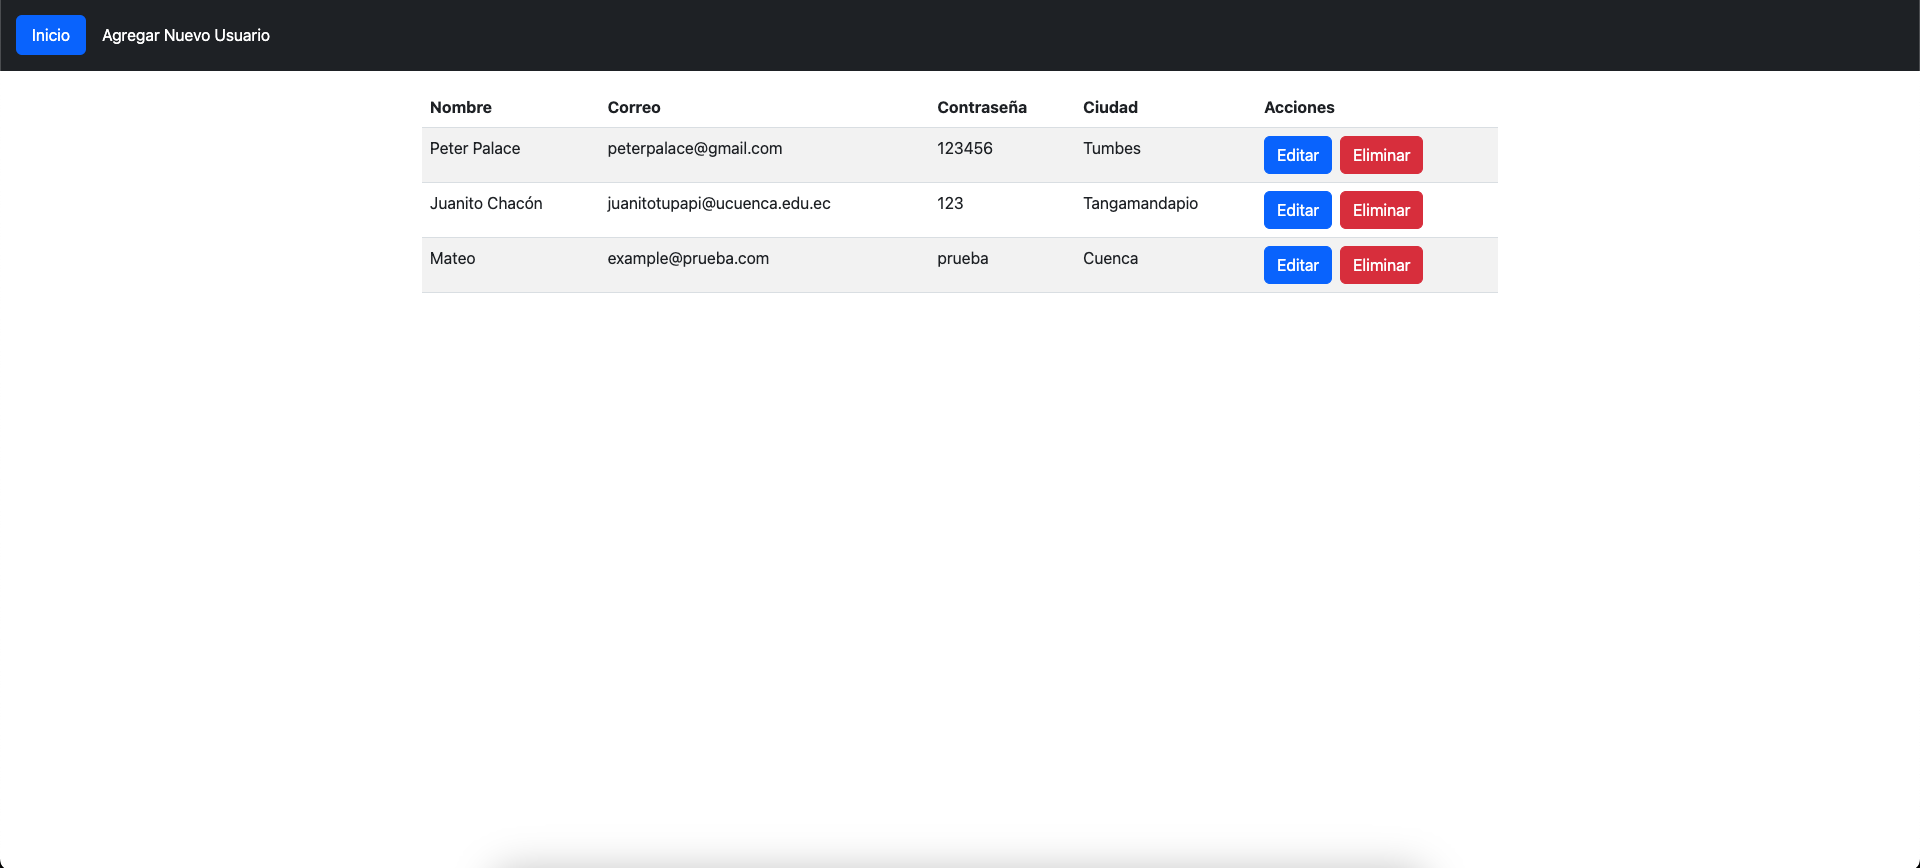 Inicio Agregar Nuevo Usuario
Nombre Correo Contraseña Ciudad Acciones
Peter Palace peterpalace@gmail.com 123456 Tumbes Editar Eliminar
Juanito Chacón juanitotupapi@ucuenca.edu.ec 123 Tangamandapio Editar Eliminar
Mateo example@prueba.com prueba Cuenca Editar Eliminar